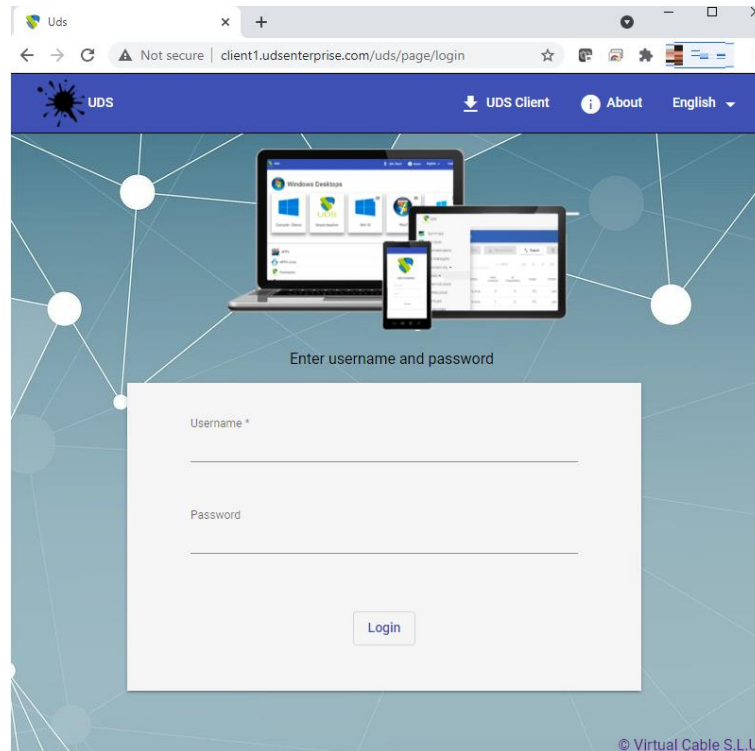 Uds
Not secure | client1.udsenterprise.com/uds/page/login
UDS
UDS Client
About
English
Windows Desktops
UDS
Enter username and password
Username *
Password
Login
© Virtual Cable S.L.U